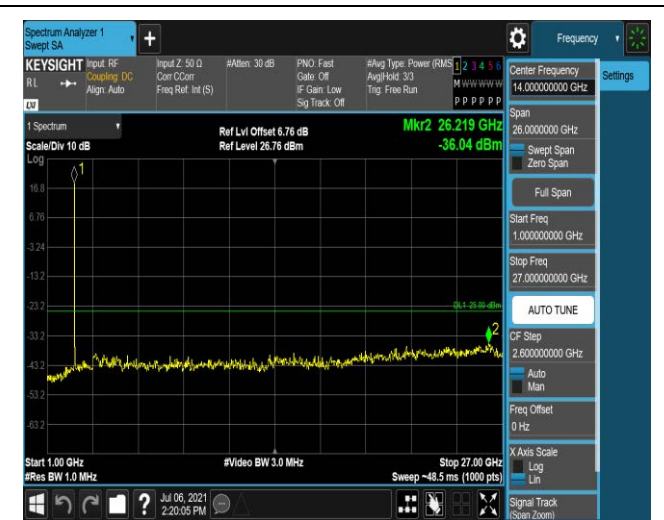 Spectrum Analyzer 1
Swept SA
Frequency
KEYSIGHT
RL
Input: RF
Coupling: DC
Align: Auto
Input Z: 50 Ω
Corr CCorr
Freq Ref: Int (S)
#Atten: 30 dB
PNO: Fast
Gate: Off
IF Gain: Low
Sig Track: Off
#Avg Type: Power (RMS
Avg|Hold: 3/3
Trig: Free Run
1 2 3 4 5 6
M W W W W W
P P P P P P
1 Spectrum
Scale/Div 10 dB
Log
Ref Lvl Offset 6.76 dB
Ref Level 26.76 dBm
Mkr2 26.219 GHz
-36.04 dBm
1
16.8
6.76
-3.24
-13.2
-23.2
DL1 -25.00 dBm
-33.2
2
-43.2
-53.2
-63.2
Start 1.00 GHz
#Res BW 1.0 MHz
#Video BW 3.0 MHz
Stop 27.00 GHz
Sweep ~48.5 ms (1000 pts)
?
Jul 06, 2021
2:20:05 PM
Center Frequency
14.000000000 GHz
Settings
Span
26.0000000 GHz
Swept Span
Zero Span
Full Span
Start Freq
1.000000000 GHz
Stop Freq
27.000000000 GHz
AUTO TUNE
CF Step
2.600000000 GHz
Auto
Man
Freq Offset
0 Hz
X Axis Scale
Log
Lin
Signal Track
(Span Zoom)